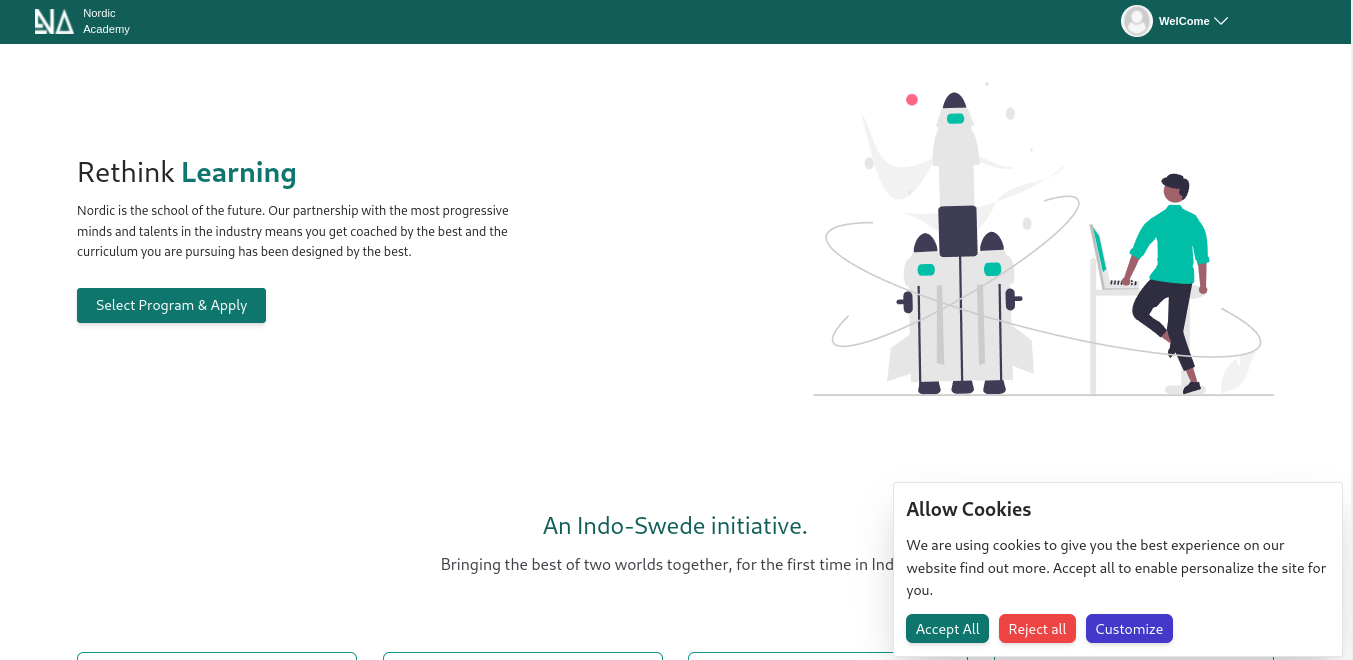 NA
Nordic
Academy
WelCome
Rethink Learning
Nordic is the school of the future. Our partnership with the most progressive
minds and talents in the industry means you get coached by the best and the
curriculum you are pursuing has been designed by the best.
Select Program & Apply
An Indo-Swede initiative.
Bringing the best of two worlds together, for the first time in
Allow Cookies
We are using cookies to give you the best experience on our
website find out more. Accept all to enable personalize the site for
you.
Accept All
Reject all
Customize